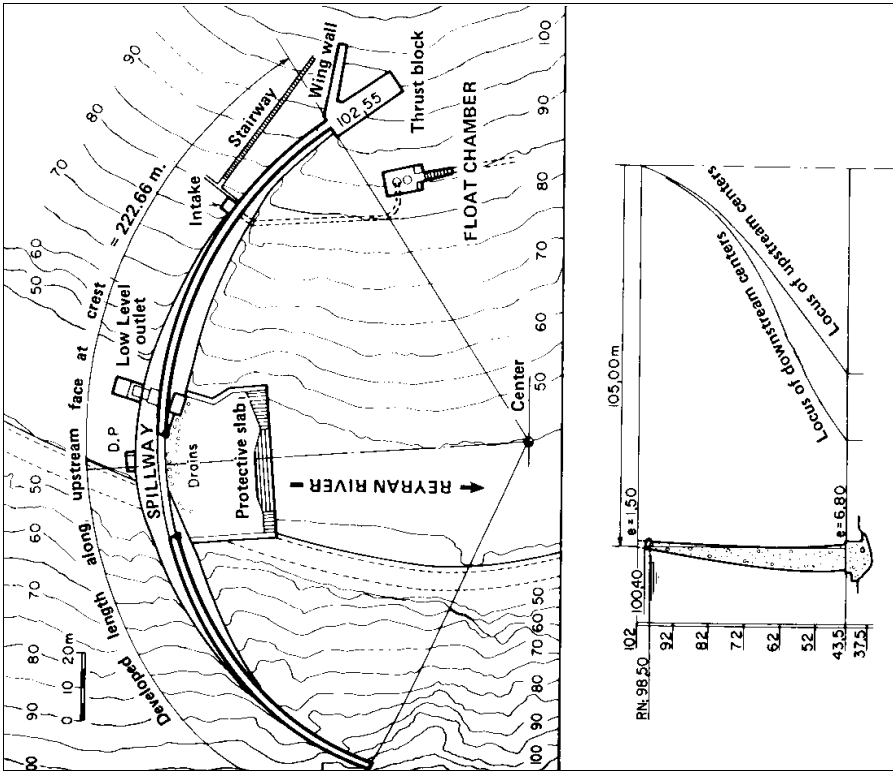 90
80
70
60
50
Wing wall
100
90
80
70
60
50
Stairway
102,55
Thrust block
FLOAT CHAMBER
Intake
= 222.66 m.
Developed length along upstream face at crest
Low Level
outlet
D.P
SPILLWAY
Drains
Protective slab
REYRAN RIVER
Center
50
60
70
80
90
00
20m
10
0
50
60
70
80
90
100
105,00m
Locus of upstream centers
Locus of downstream
centers
e=1,50
e=6,80
102
100,40
RN: 98,50
92
82
72
62
52
43,5
37,5